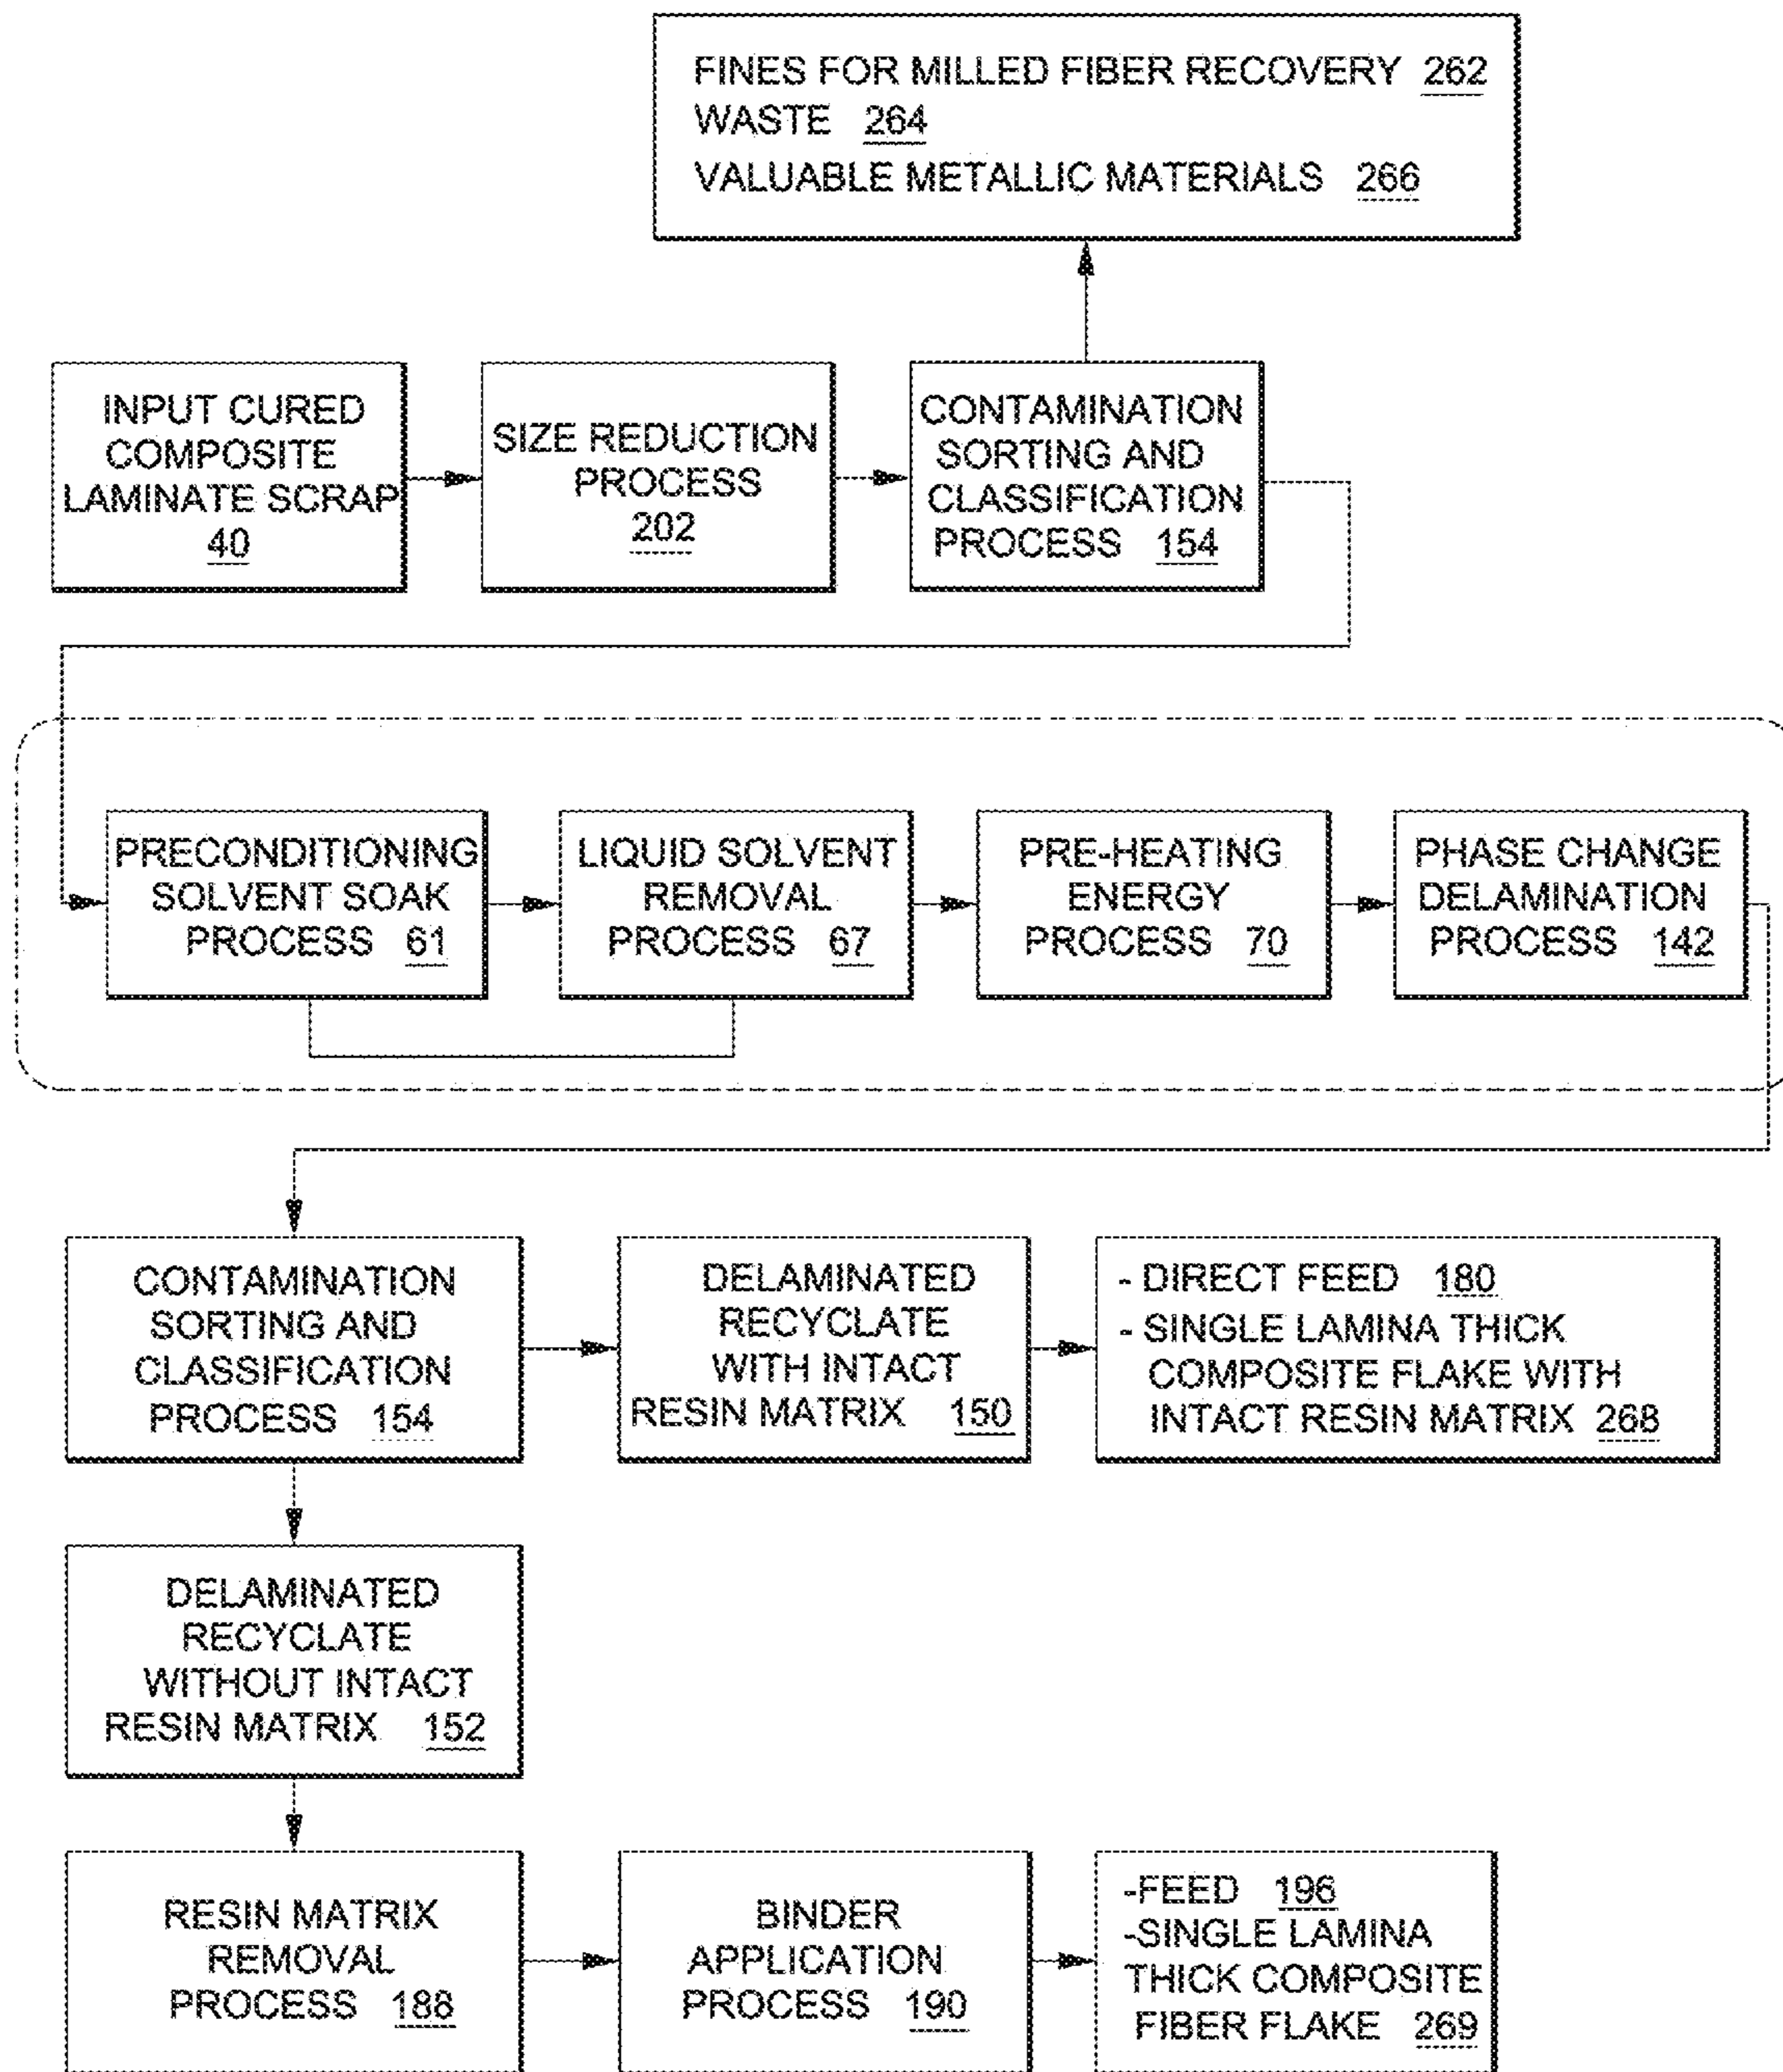 FINES FOR MILLED FIBER RECOVERY 262
WASTE 264
VALUABLE METALLIC MATERIALS 266
INPUT CURED
COMPOSITE
LAMINATE SCRAP
40
SIZE REDUCTION
PROCESS
202
CONTAMINATION
SORTING AND
CLASSIFICATION
PROCESS 154
PRECONDITIONING
SOLVENT SOAK
PROCESS 61
LIQUID SOLVENT
REMOVAL
PROCESS 67
PRE-HEATING
ENERGY
PROCESS 70
PHASE CHANGE
DELAMINATION
PROCESS 142
CONTAMINATION
SORTING AND
CLASSIFICATION
PROCESS 154
DELAMINATED
RECYCLATE
WITH INTACT
RESIN MATRIX 150
- DIRECT FEED 180
- SINGLE LAMINA THICK
COMPOSITE FLAKE WITH
INTACT RESIN MATRIX 268
DELAMINATED
RECYCLATE
WITHOUT INTACT
RESIN MATRIX 152
RESIN MATRIX
REMOVAL
PROCESS 188
BINDER
APPLICATION
PROCESS 190
-FEED 196
-SINGLE LAMINA
THICK COMPOSITE
FIBER FLAKE 269